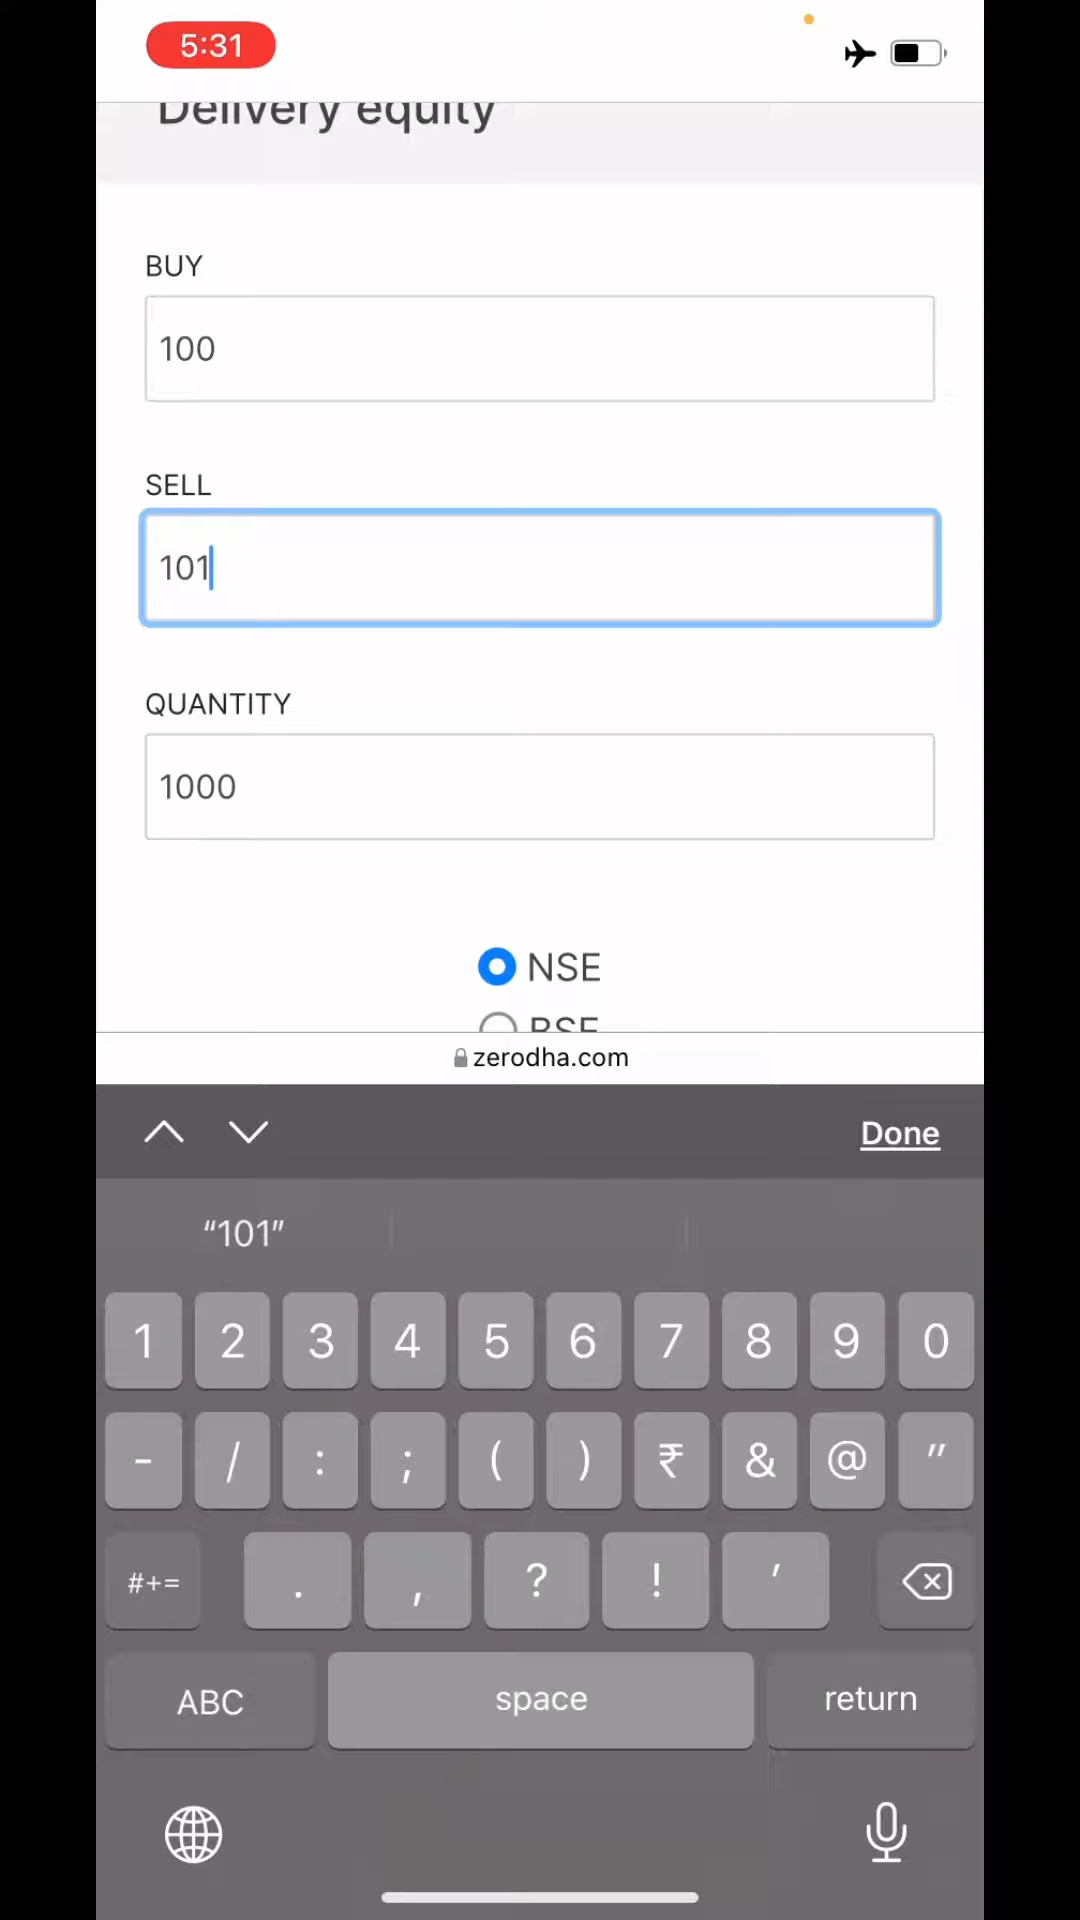 5:31
Delivery equity
BUY
100
SELL
101
QUANTITY
1000
NSE
BSE
zerodha.com
Done
“101”
1 2 3 4 5 6 7 8 9 0
- / : ; ( ) ₹ & @ "
#+= . , ? ! '
ABC space return